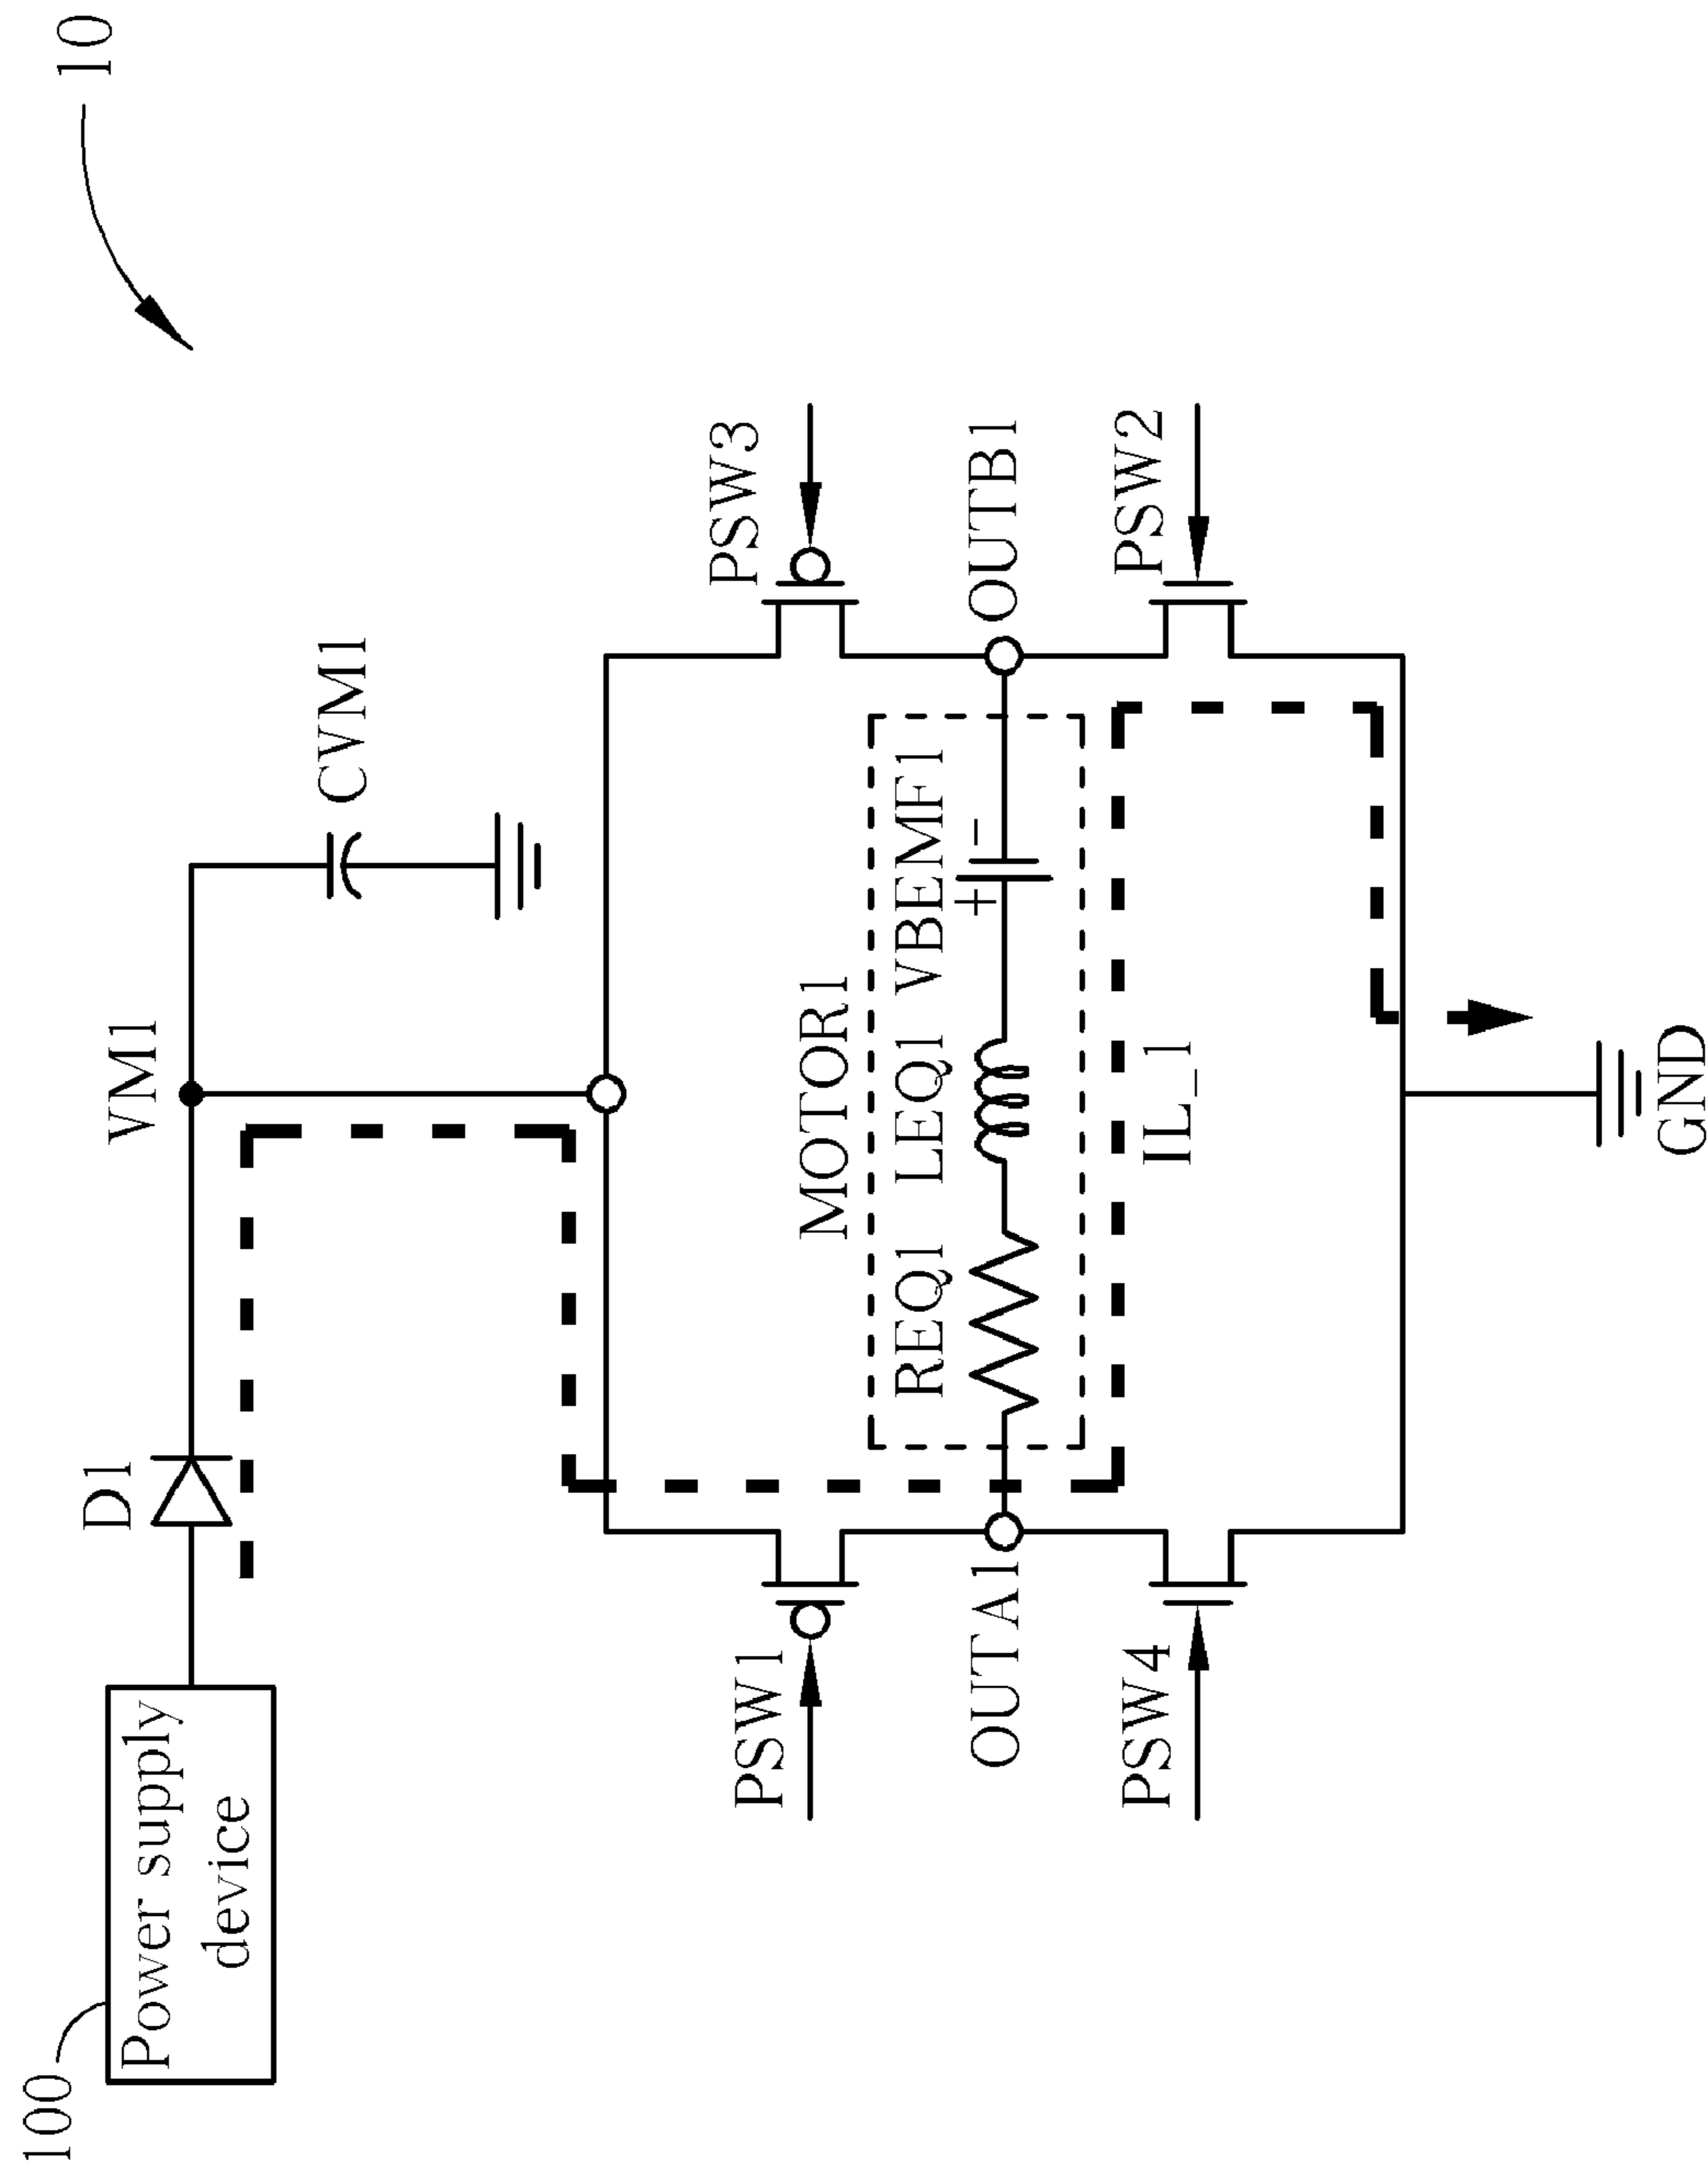 10
100
Power supply
device
D1
VM1
CVM1
PSW1
PSW3
MOTOR1
REQ1 LEQ1 VBEMF1
+ -
OUTA1
OUTB1
IL_1
PSW4
PSW2
GND